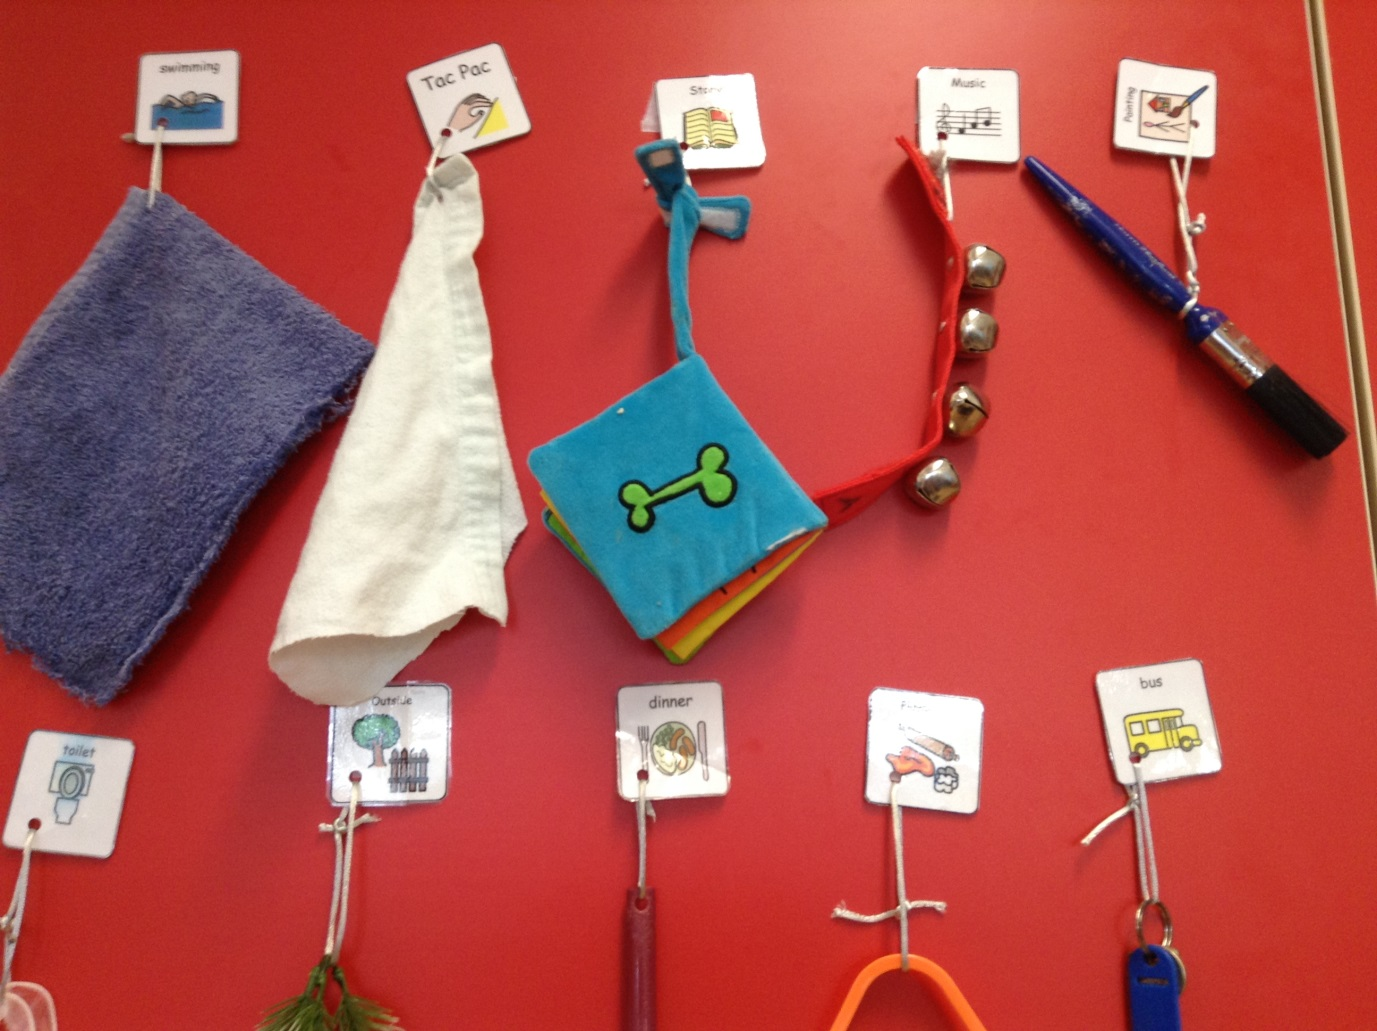 swimming
Tac Pac
Story
Music
Painting
toilet
Outside
dinner
bus